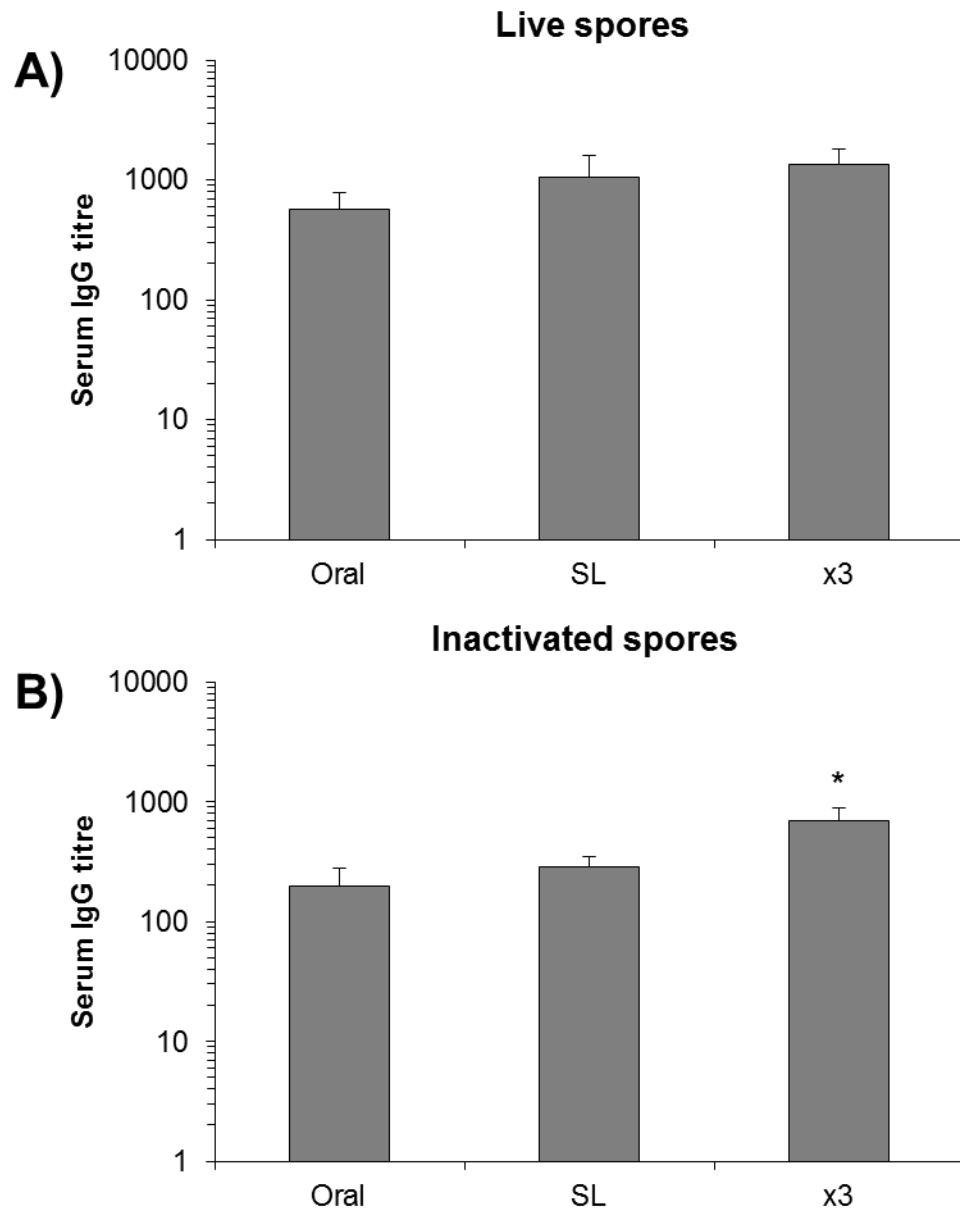 Live spores
A)
10000
1000
100
10
1
Serum IgG titre
Oral SL x3
Inactivated spores
B)
10000
1000
100
10
1
Serum IgG titre
*
Oral SL x3